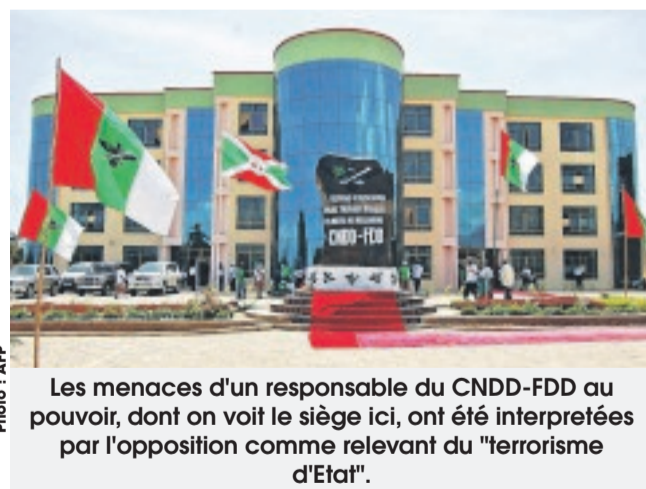 CNDD-FDD
Photo : AFP
Les menaces d'un responsable du CNDD-FDD au
pouvoir, dont on voit le siège ici, ont été interpretées
par l'opposition comme relevant du "terrorisme
d'Etat".